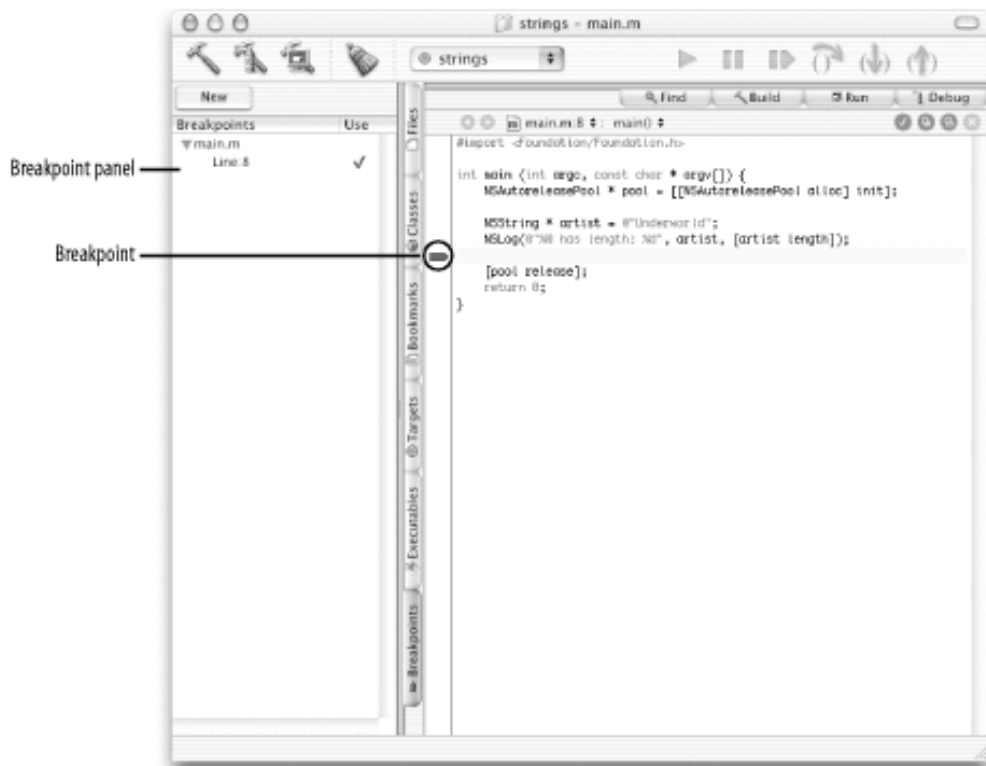 strings – main.m
strings
New
Find
Build
Run
Debug
Breakpoints Use
main.m
Line:8
Breakpoint panel
Breakpoint
Files
Classes
Bookmarks
Targets
Executables
Breakpoints
main.m:8 : main()
#import <Foundation/Foundation.h>
int main (int argc, const char * argv[]) {
NSAutoreleasePool * pool = [[NSAutoreleasePool alloc] init];
NSString * artist = @"Underworld";
NSLog(@"%@ has length: %d", artist, [artist length]);
[pool release];
return 0;
}